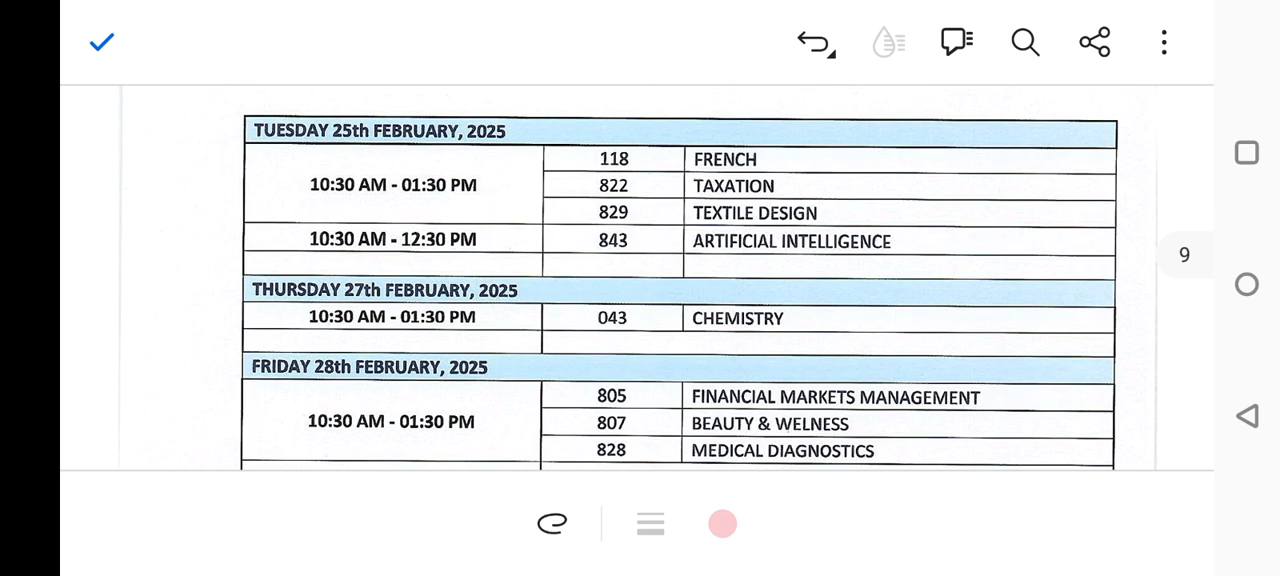 TUESDAY 25th FEBRUARY, 2025
10:30 AM - 01:30 PM
118 FRENCH
822 TAXATION
829 TEXTILE DESIGN
10:30 AM - 12:30 PM 843 ARTIFICIAL INTELLIGENCE
9
THURSDAY 27th FEBRUARY, 2025
10:30 AM - 01:30 PM 043 CHEMISTRY
FRIDAY 28th FEBRUARY, 2025
10:30 AM - 01:30 PM
805 FINANCIAL MARKETS MANAGEMENT
807 BEAUTY & WELNESS
828 MEDICAL DIAGNOSTICS